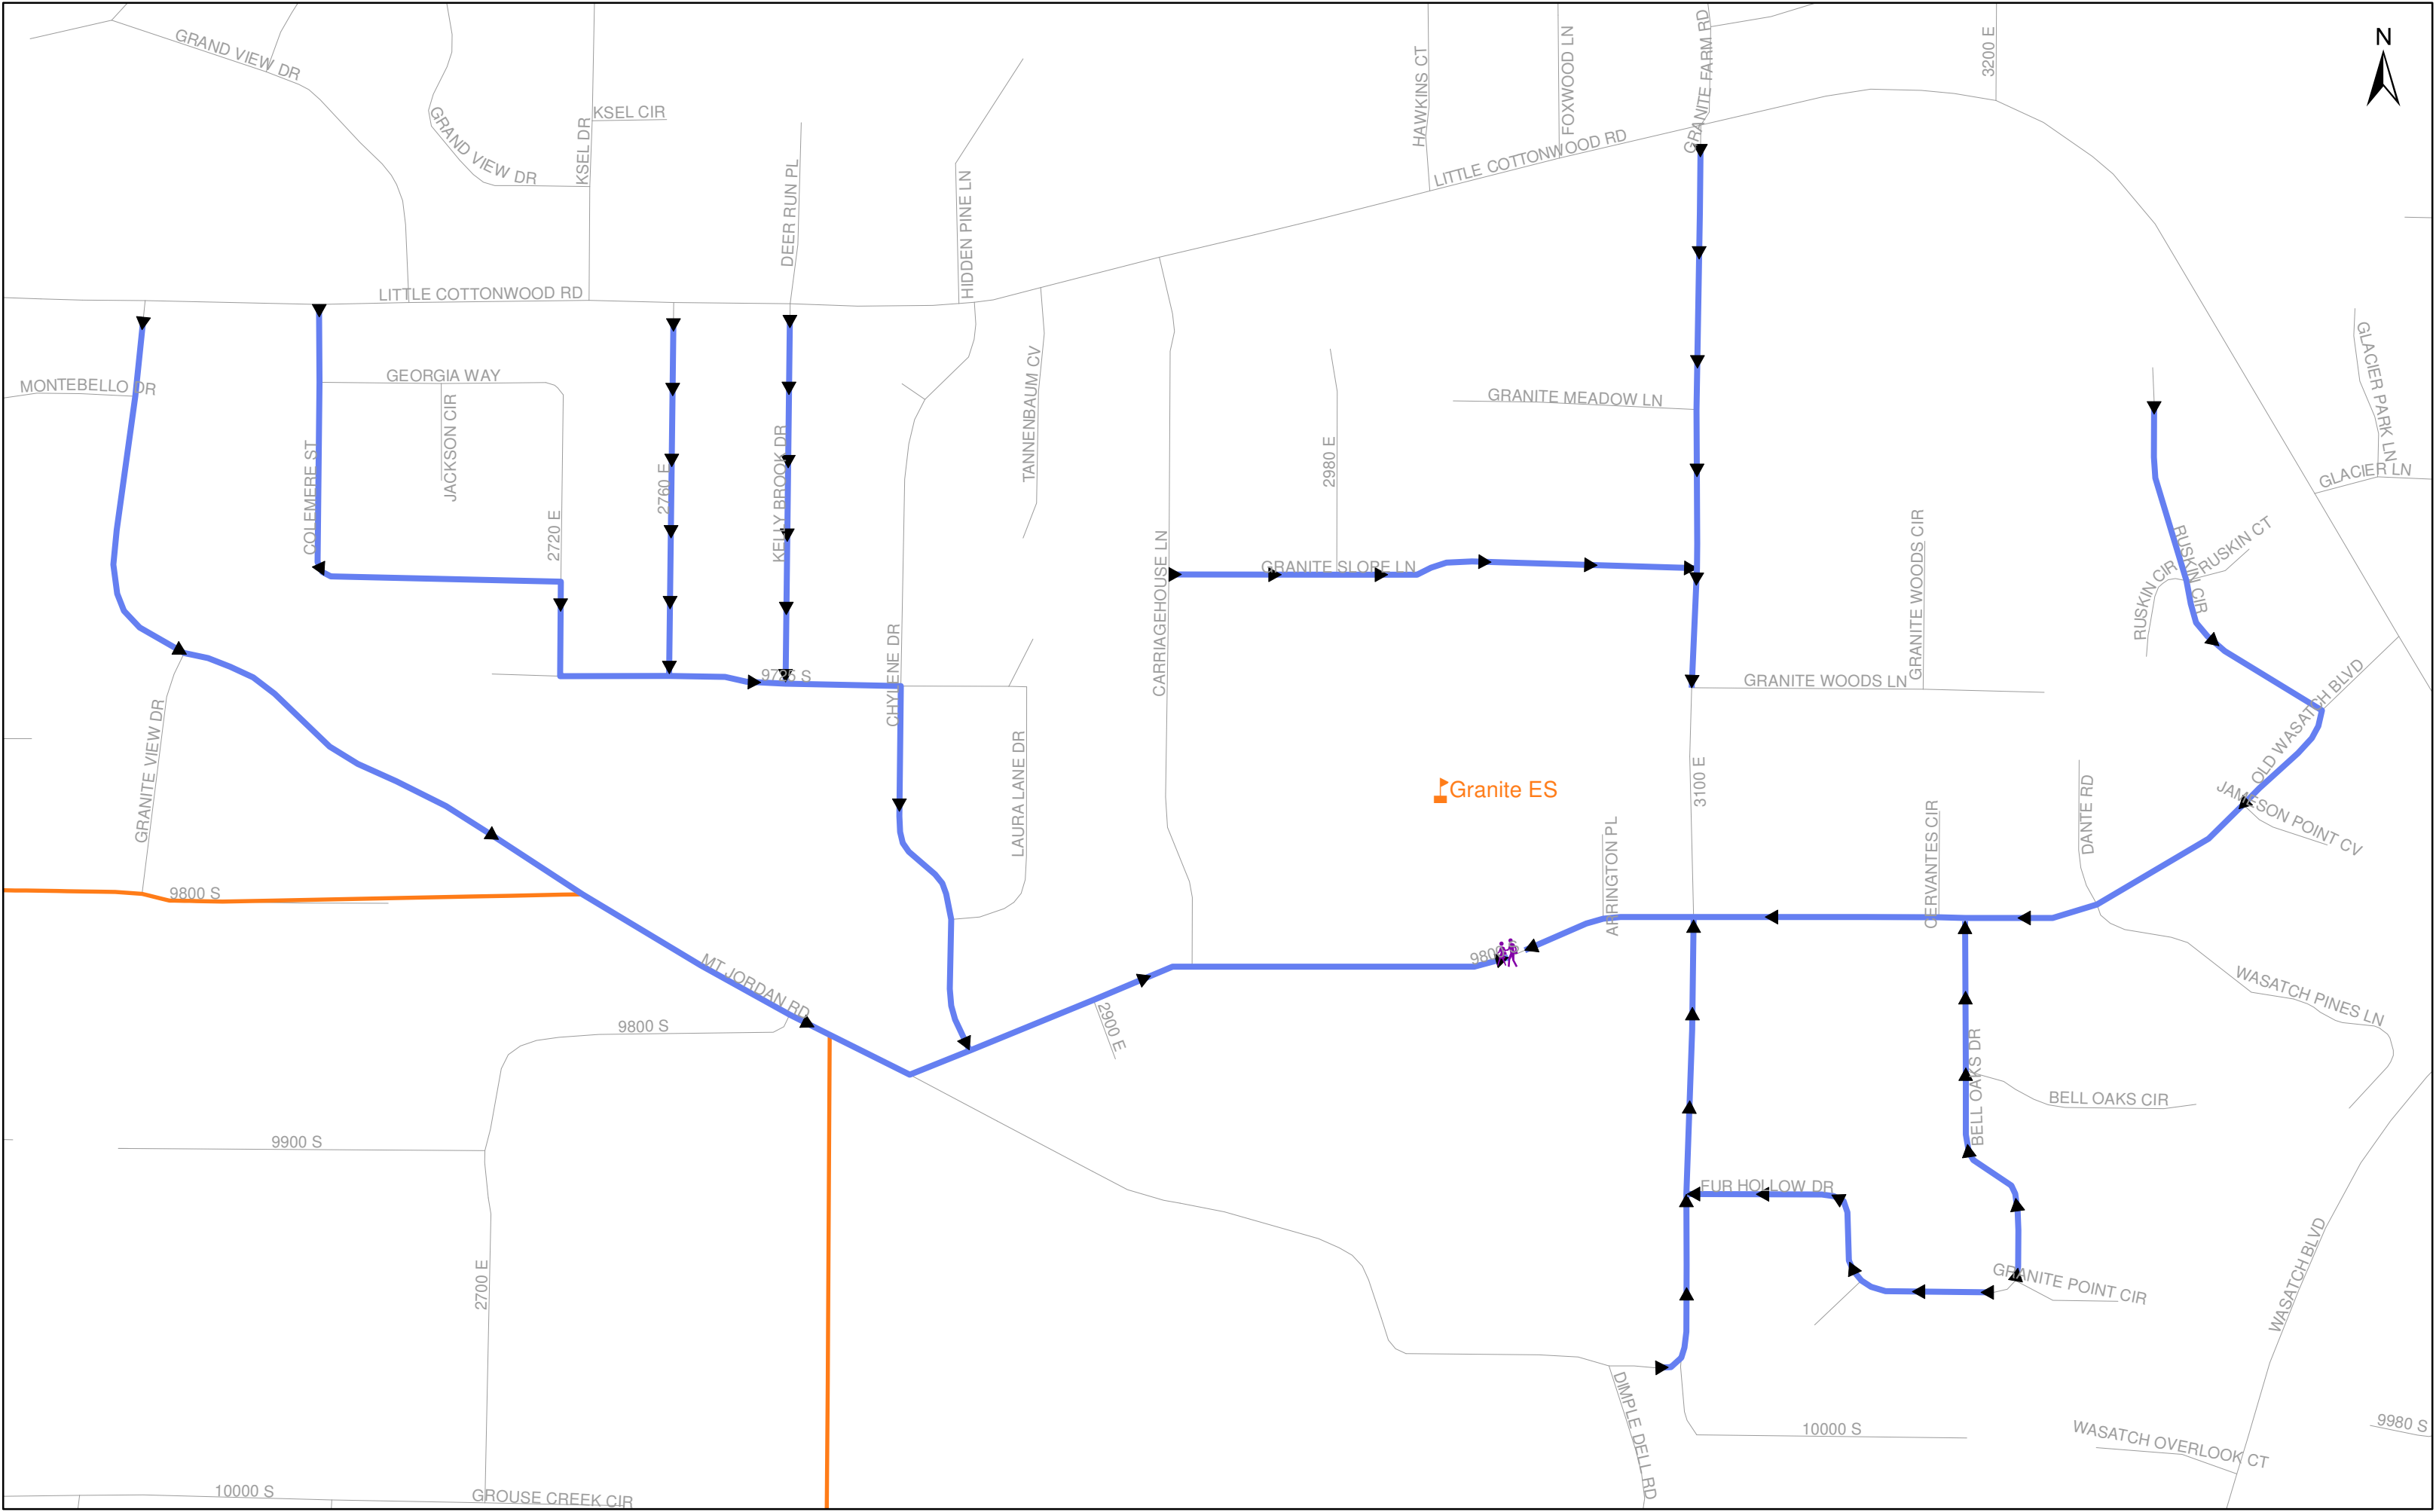 GRAND VIEW DR
GRAND VIEW DR
KSEL DR
KSEL CIR
DEER RUN PL
HIDDEN PINE LN
HAWKINS CT
FOXWOOD LN
GRANITE FARM RD
3200 E
N
LITTLE COTTONWOOD RD
LITTLE COTTONWOOD RD
MONTEBELLO DR
GEORGIA WAY
JACKSON CIR
COLEMERE ST
2720 E
2760 E
KELLY BROOK DR
TANNENBAUM CV
2980 E
GRANITE MEADOW LN
GLACIER PARK LN
GLACIER LN
CARRIAGEHOUSE LN
GRANITE SLOPE LN
GRANITE WOODS CIR
RUSKIN CIR
RUSKIN CT
RUSKIN CIR
CHYLENE DR
9725 S
GRANITE WOODS LN
OLD WASATCH BLVD
GRANITE VIEW DR
LAURA LANE DR
Granite ES
3100 E
ARRINGTON PL
CERVANTES CIR
DANTE RD
JAMESON POINT CV
9800 S
MT JORDAN RD
9800 S
9800 S
2900 E
WASATCH PINES LN
BELL OAKS DR
BELL OAKS CIR
9900 S
EUR HOLLOW DR
GRANITE POINT CIR
2700 E
WASATCH BLVD
DIMPLE DELL RD
10000 S
WASATCH OVERLOOK CT
9980 S
10000 S
GROUSE CREEK CIR